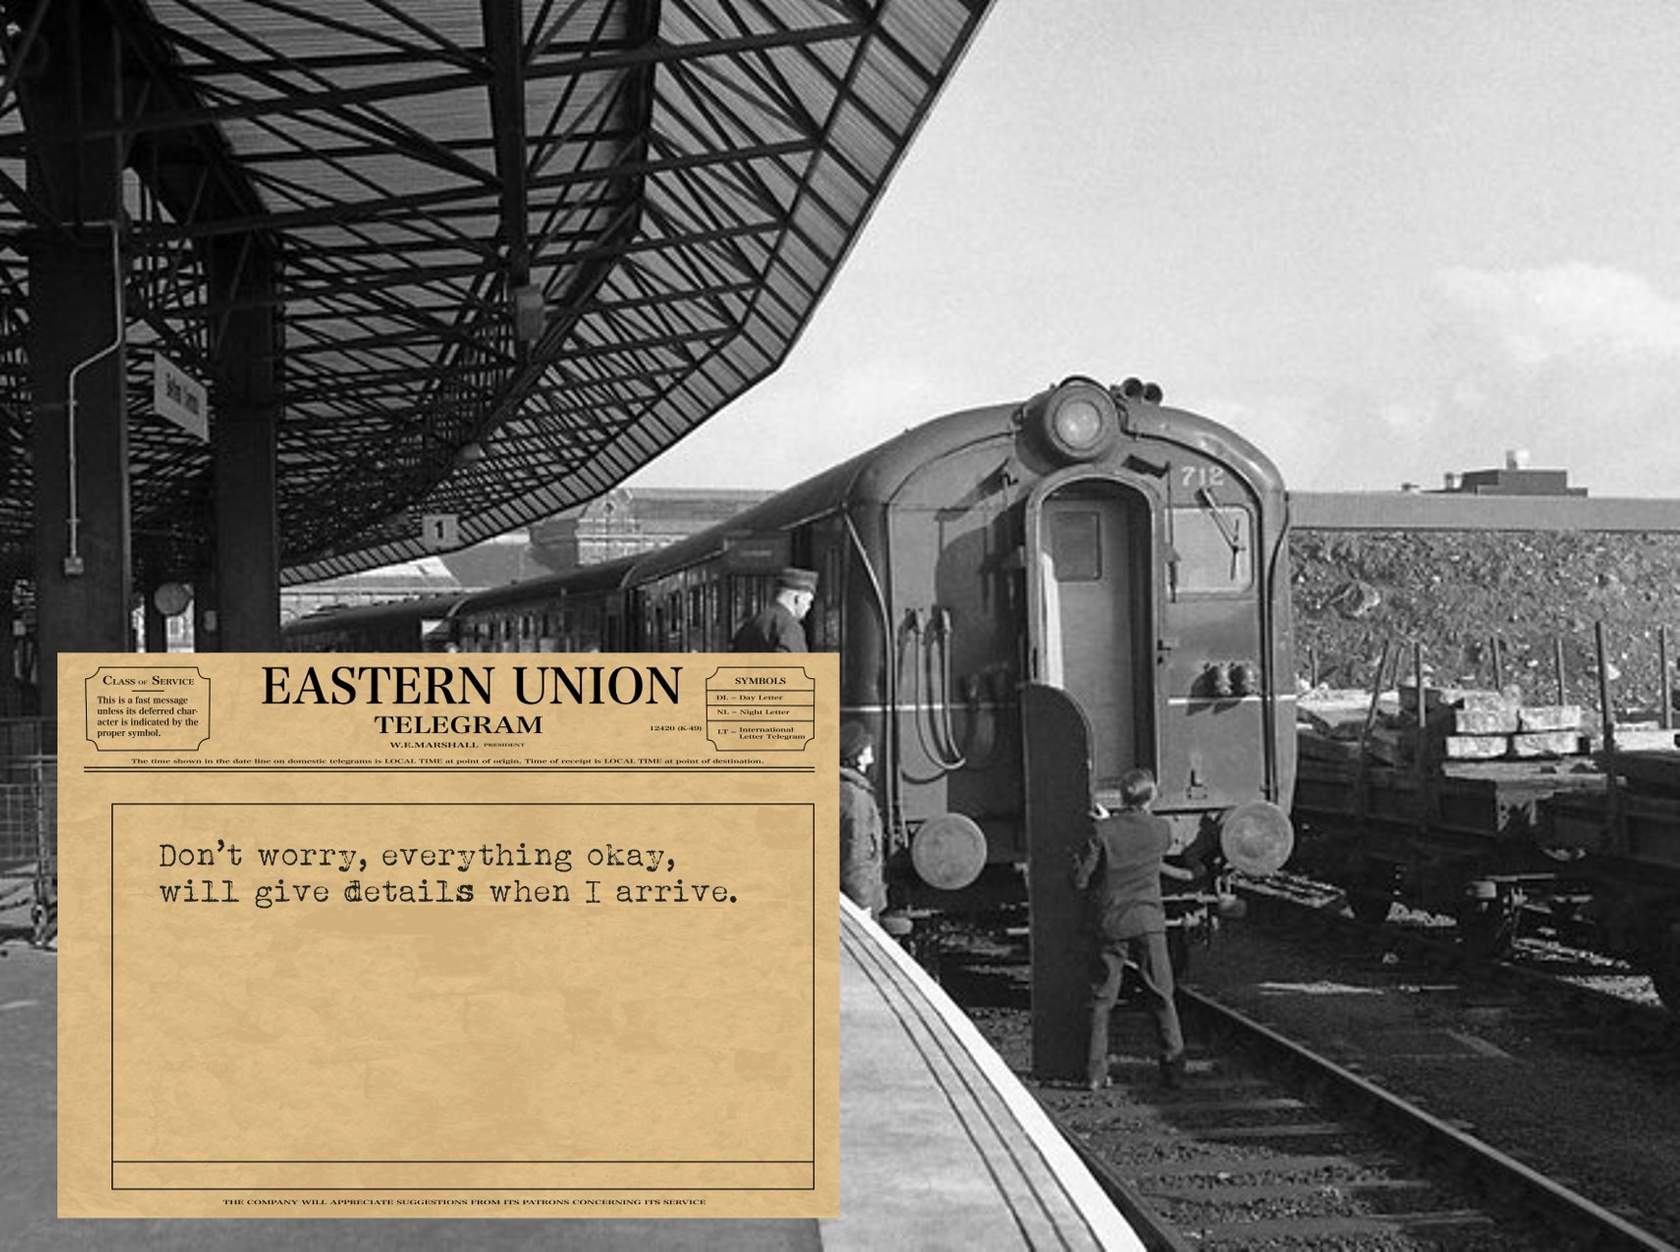 712
1
EASTERN UNION
TELEGRAM
W.E.MARSHALL PRESIDENT
12420 (K-49)
CLASS OF SERVICE
This is a fast message
unless its deferred char-
acter is indicated by the
proper symbol.
SYMBOLS
DL – Day Letter
NL – Night Letter
LT – International
Letter Telegram
The time shown in the date line on domestic telegrams is LOCAL TIME at point of origin. Time of receipt is LOCAL TIME at point of destination.
Don't worry, everything okay,
will give details when I arrive.
THE COMPANY WILL APPRECIATE SUGGESTIONS FROM ITS PATRONS CONCERNING ITS SERVICE